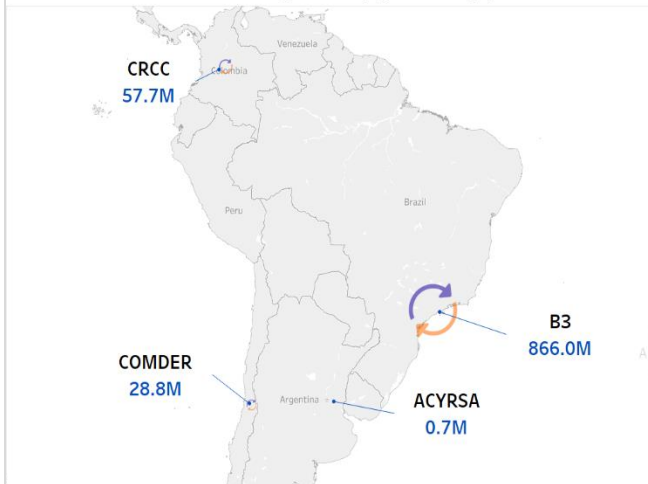 Venezuela
CRCC
Colombia
57.7M
Peru
Brazil
B3
866.0M
COMDER
28.8M
Argentina
ACYRSA
0.7M
A